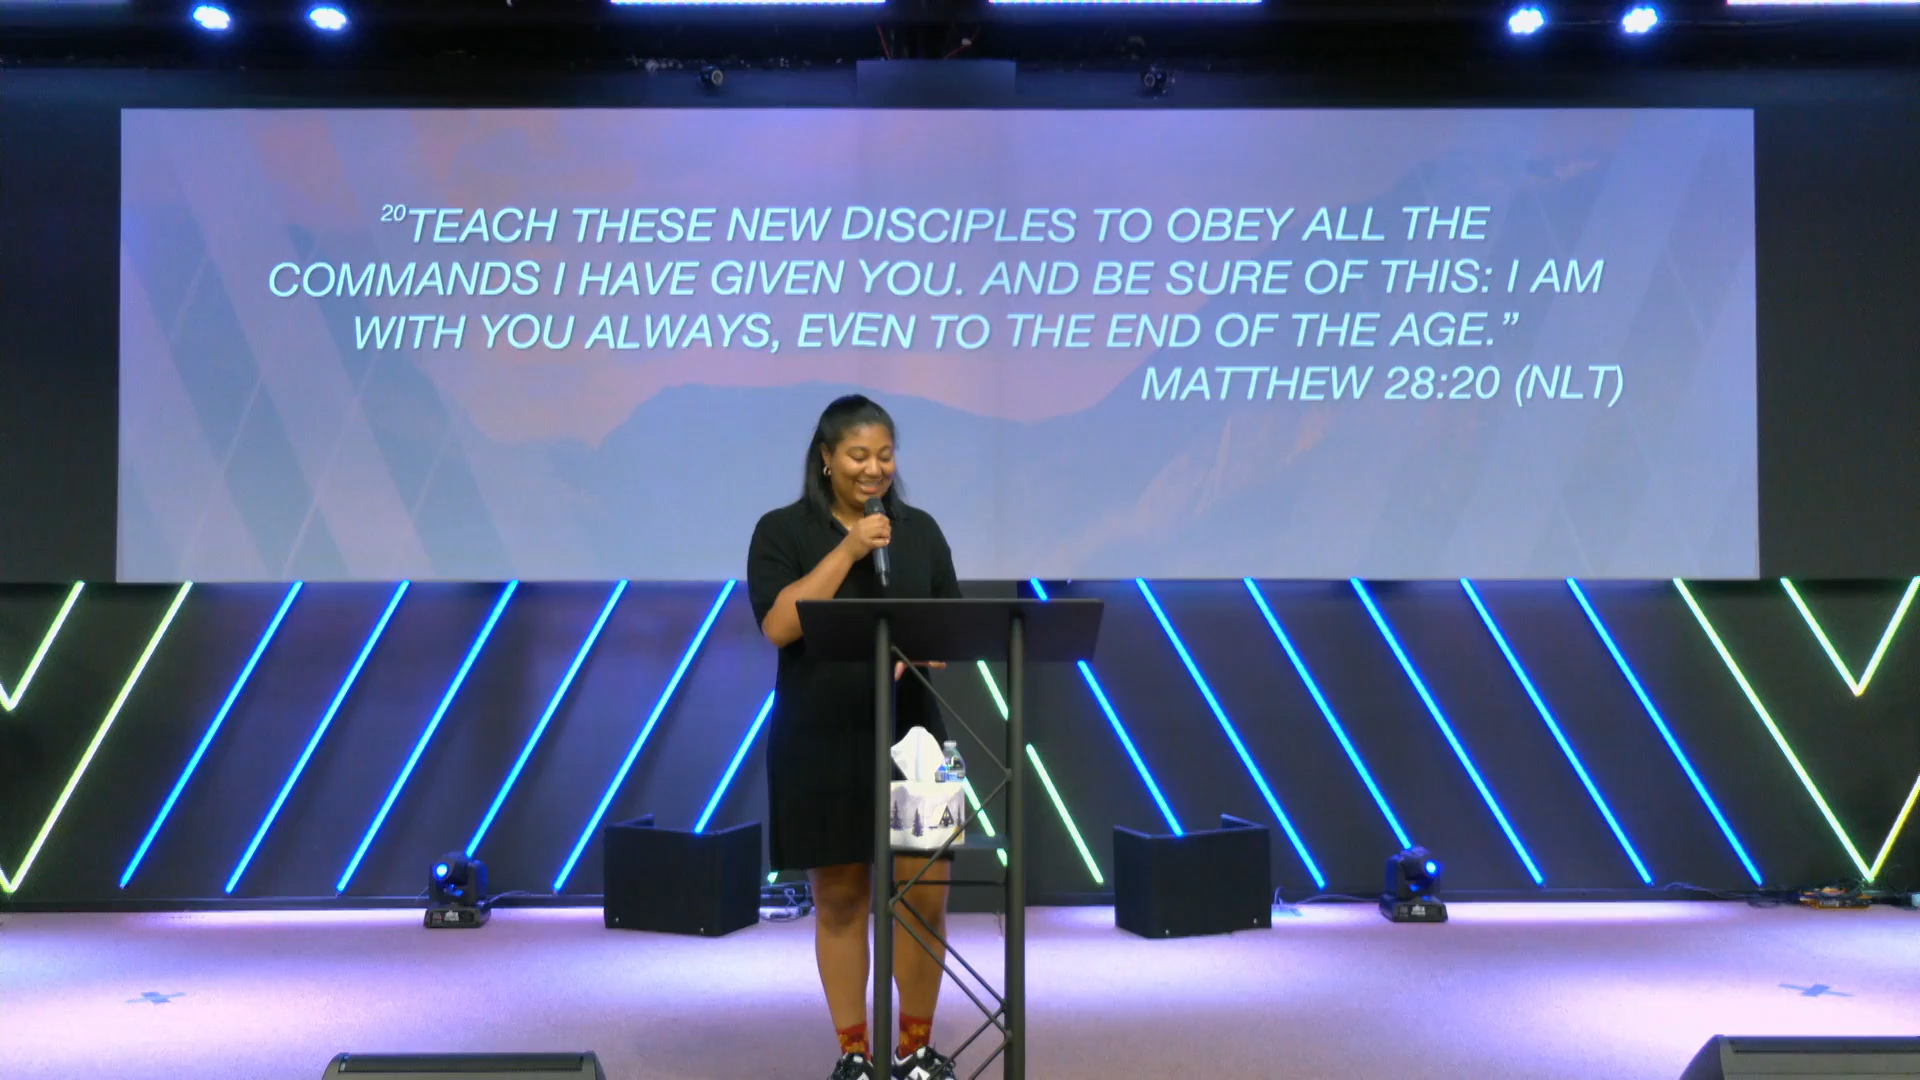 20TEACH THESE NEW DISCIPLES TO OBEY ALL THE
COMMANDS I HAVE GIVEN YOU. AND BE SURE OF THIS: I AM
WITH YOU ALWAYS, EVEN TO THE END OF THE AGE.”
MATTHEW 28:20 (NLT)